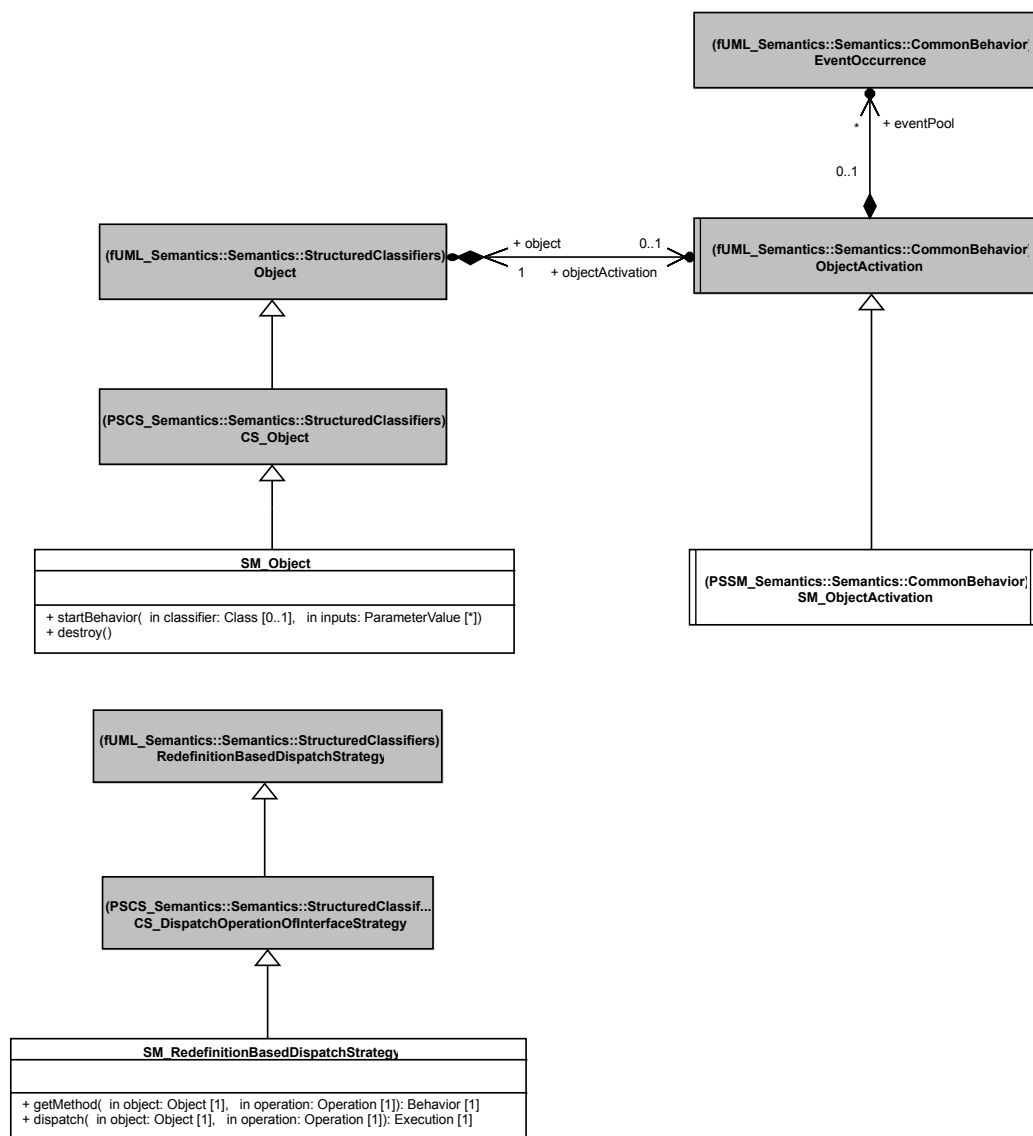 (fUML_Semantics::Semantics::CommonBehavior)
EventOccurrence
*
+ eventPool
0..1
(fUML_Semantics::Semantics::StructuredClassifiers)
Object
+ object
0..1
1
+ objectActivation
(fUML_Semantics::Semantics::CommonBehavior)
ObjectActivation
(PSCS_Semantics::Semantics::StructuredClassifiers)
CS_Object
SM_Object
+ startBehavior( in classifier: Class [0..1], in inputs: ParameterValue [*])
+ destroy()
(PSSM_Semantics::Semantics::CommonBehavior)
SM_ObjectActivation
(fUML_Semantics::Semantics::StructuredClassifiers)
RedefinitionBasedDispatchStrategy
(PSCS_Semantics::Semantics::StructuredClassif...
CS_DispatchOperationOfInterfaceStrategy
SM_RedefinitionBasedDispatchStrategy
+ getMethod( in object: Object [1], in operation: Operation [1]): Behavior [1]
+ dispatch( in object: Object [1], in operation: Operation [1]): Execution [1]